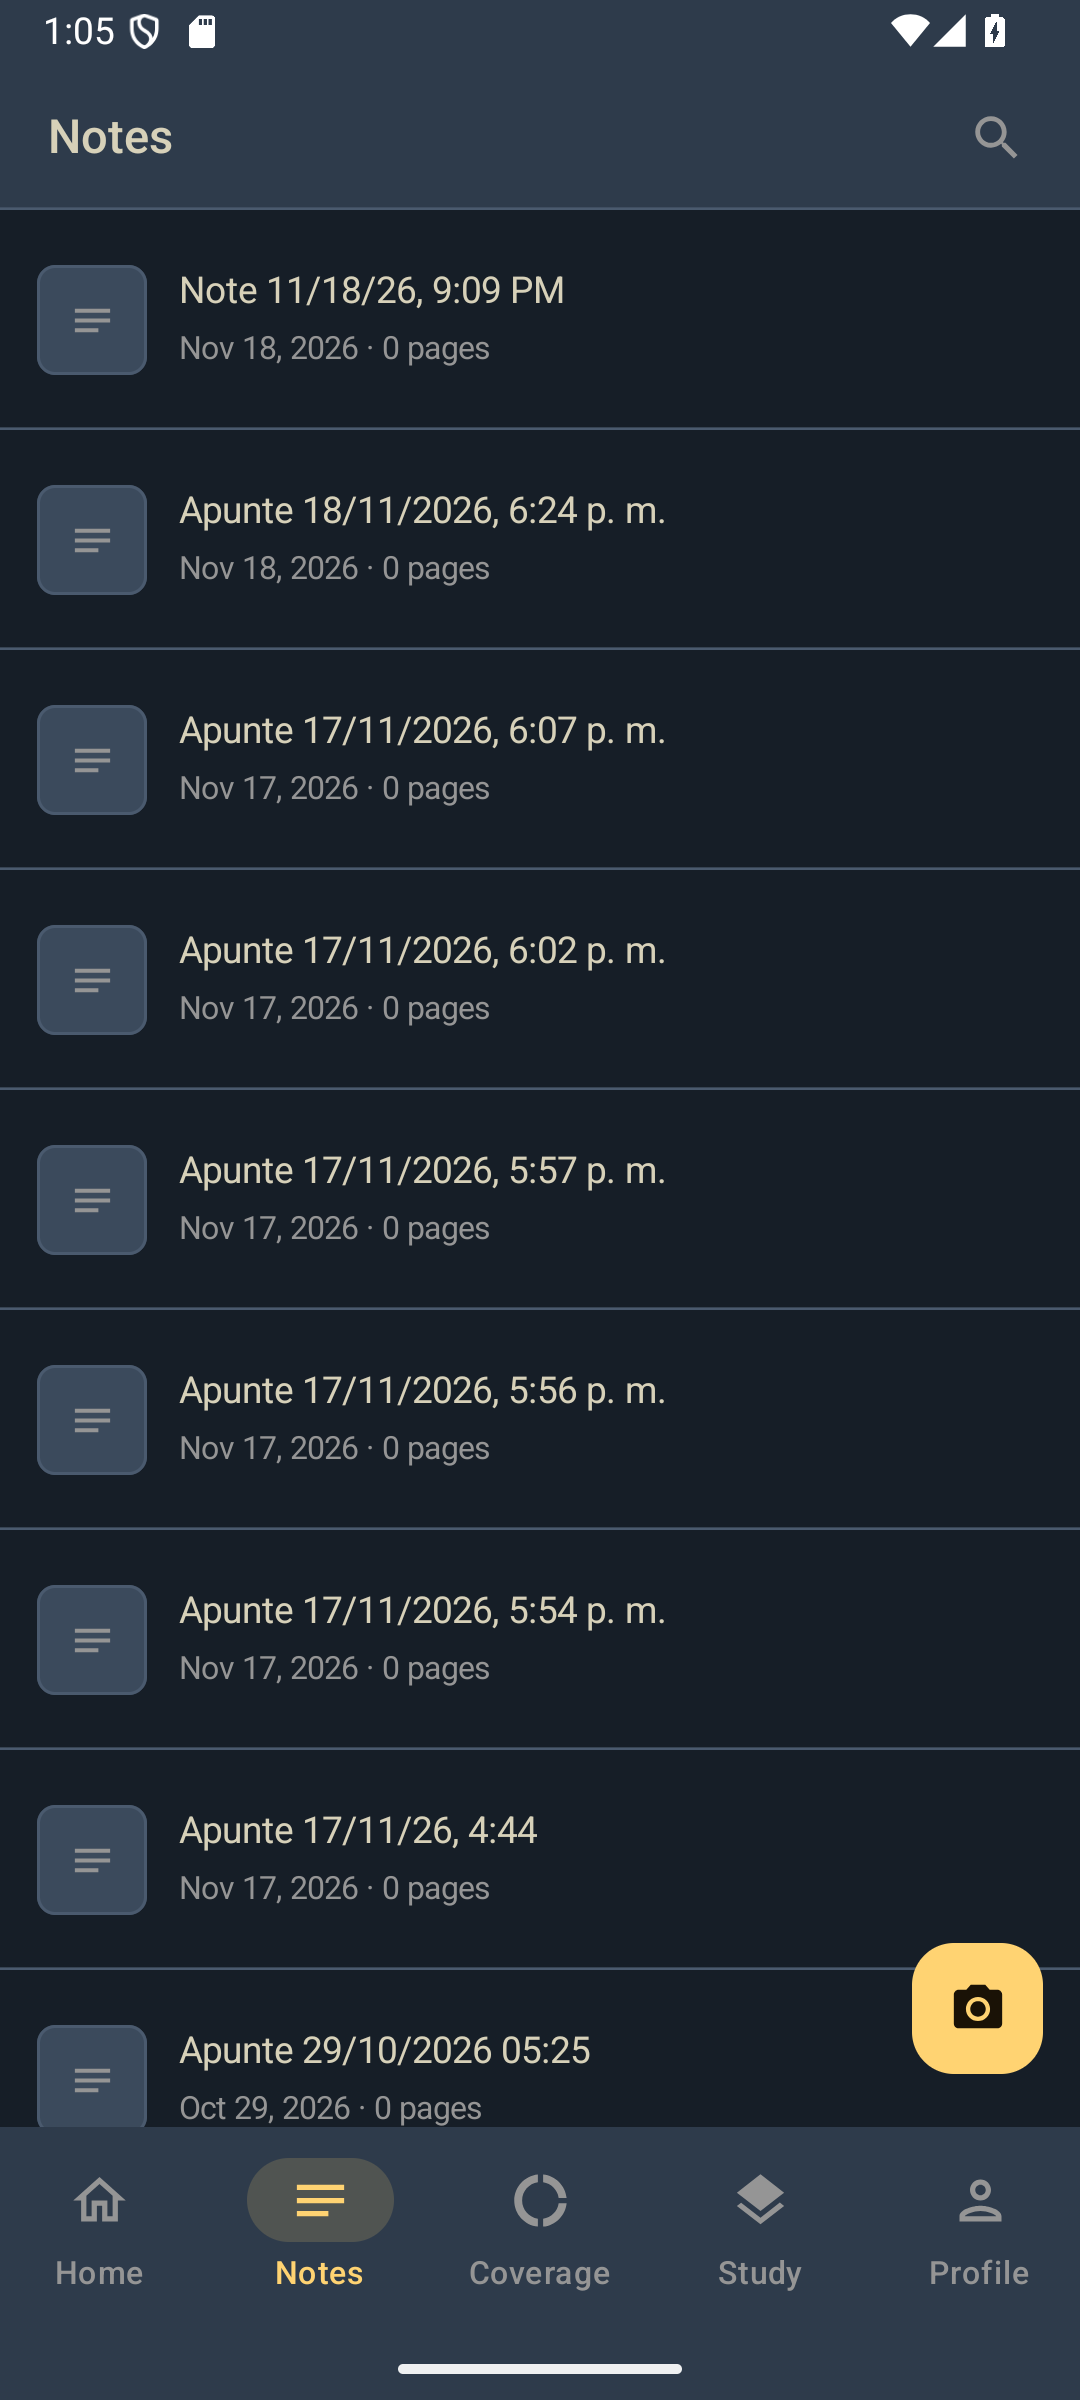 1:05
Notes
Note 11/18/26, 9:09 PM
Nov 18, 2026 · 0 pages
Apunte 18/11/2026, 6:24 p. m.
Nov 18, 2026 · 0 pages
Apunte 17/11/2026, 6:07 p. m.
Nov 17, 2026 · 0 pages
Apunte 17/11/2026, 6:02 p. m.
Nov 17, 2026 · 0 pages
Apunte 17/11/2026, 5:57 p. m.
Nov 17, 2026 · 0 pages
Apunte 17/11/2026, 5:56 p. m.
Nov 17, 2026 · 0 pages
Apunte 17/11/2026, 5:54 p. m.
Nov 17, 2026 · 0 pages
Apunte 17/11/26, 4:44
Nov 17, 2026 · 0 pages
Apunte 29/10/2026 05:25
Oct 29, 2026 · 0 pages
Home
Notes
Coverage
Study
Profile